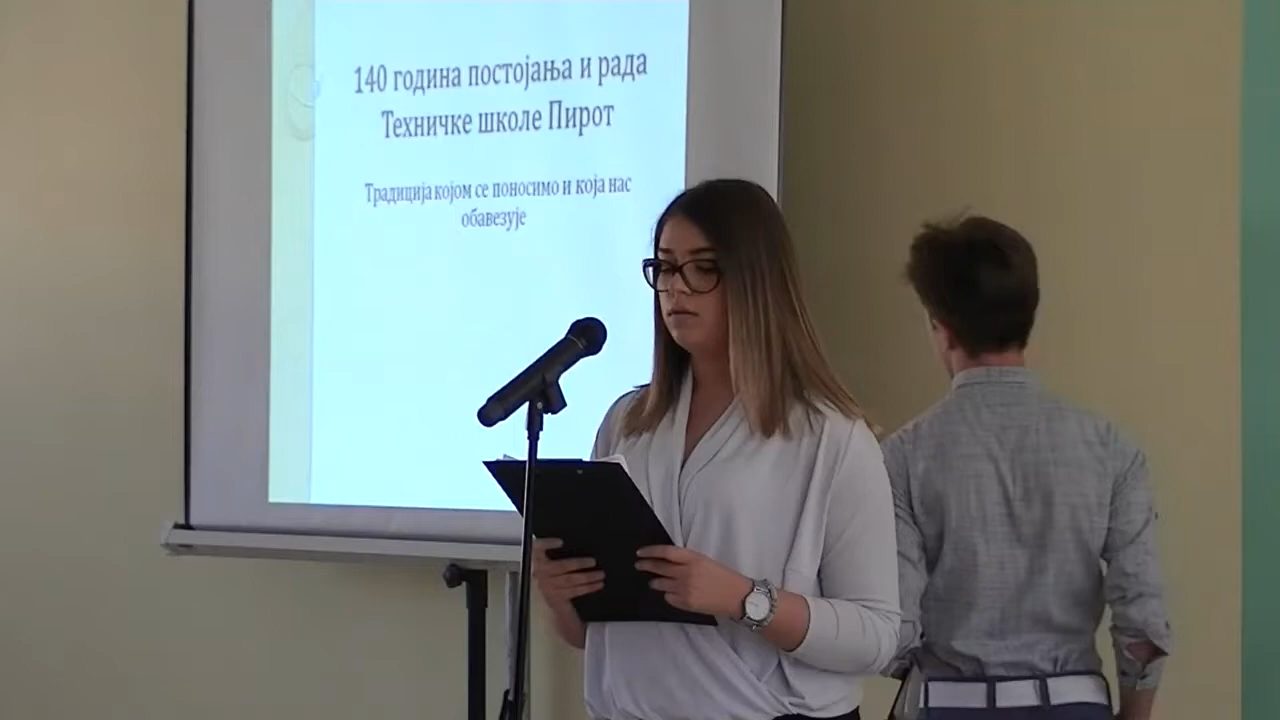 140 година постојања и рада
Техничке школе Пирот
Традиција којом се поносимо и која нас
обавезује